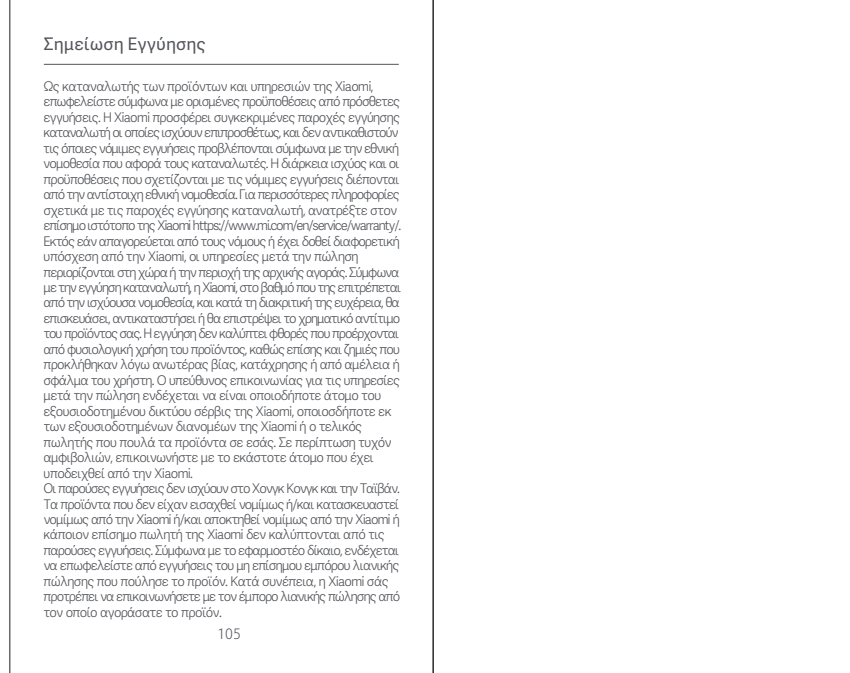 Σημείωση Εγγύησης
Ως καταναλωτής των προϊόντων και υπηρεσιών της Xiaomi,
επωφελείστε σύμφωνα με ορισμένες προϋποθέσεις από πρόσθετες
εγγυήσεις. Η Xiaomi προσφέρει συγκεκριμένες παροχές εγγύησης
καταναλωτή οι οποίες ισχύουν επιπροσθέτως, και δεν αντικαθιστούν
τις όποιες νόμιμες εγγυήσεις προβλέπονται σύμφωνα με την εθνική
νομοθεσία που αφορά τους καταναλωτές. Η διάρκεια ισχύος και οι
προϋποθέσεις που σχετίζονται με τις νόμιμες εγγυήσεις διέπονται
από την αντίστοιχη εθνική νομοθεσία. Για περισσότερες πληροφορίες
σχετικά με τις παροχές εγγύησης καταναλωτή, ανατρέξτε στον
επίσημο ιστότοπο της Xiaomi https://www.mi.com/en/service/warranty/.
Εκτός εάν απαγορεύεται από τους νόμους ή έχει δοθεί διαφορετική
υπόσχεση από την Xiaomi, οι υπηρεσίες μετά την πώληση
περιορίζονται στη χώρα ή την περιοχή της αρχικής αγοράς. Σύμφωνα
με την εγγύηση καταναλωτή, η Xiaomi, στο βαθμό που της επιτρέπεται
από την ισχύουσα νομοθεσία, και κατά τη διακριτική της ευχέρεια, θα
επισκευάσει, αντικαταστήσει ή θα επιστρέψει το χρηματικό αντίτιμο
του προϊόντος σας. Η εγγύηση δεν καλύπτει φθορές που προέρχονται
από φυσιολογική χρήση του προϊόντος, καθώς επίσης και ζημιές που
προκλήθηκαν λόγω ανωτέρας βίας, κατάχρησης ή από αμέλεια ή
σφάλμα του χρήστη. Ο υπεύθυνος επικοινωνίας για τις υπηρεσίες
μετά την πώληση ενδέχεται να είναι οποιοδήποτε άτομο του
εξουσιοδοτημένου δικτύου σέρβις της Xiaomi, οποιοσδήποτε εκ
των εξουσιοδοτημένων διανομέων της Xiaomi ή ο τελικός
πωλητής που πουλά τα προϊόντα σε εσάς. Σε περίπτωση τυχόν
αμφιβολιών, επικοινωνήστε με το εκάστοτε άτομο που έχει
υποδειχθεί από την Xiaomi.
Οι παρούσες εγγυήσεις δεν ισχύουν στο Χονγκ Κονγκ και την Ταϊβάν.
Τα προϊόντα που δεν είχαν εισαχθεί νομίμως ή/και κατασκευαστεί
νομίμως από την Xiaomi ή/και αποκτηθεί νομίμως από την Xiaomi ή
κάποιον επίσημο πωλητή της Xiaomi δεν καλύπτονται από τις
παρούσες εγγυήσεις. Σύμφωνα με το εφαρμοστέο δίκαιο, ενδέχεται
να επωφελείστε από εγγυήσεις του μη επίσημου εμπόρου λιανικής
πώλησης που πούλησε το προϊόν. Κατά συνέπεια, η Xiaomi σάς
προτρέπει να επικοινωνήσετε με τον έμπορο λιανικής πώλησης από
τον οποίο αγοράσατε το προϊόν.
105